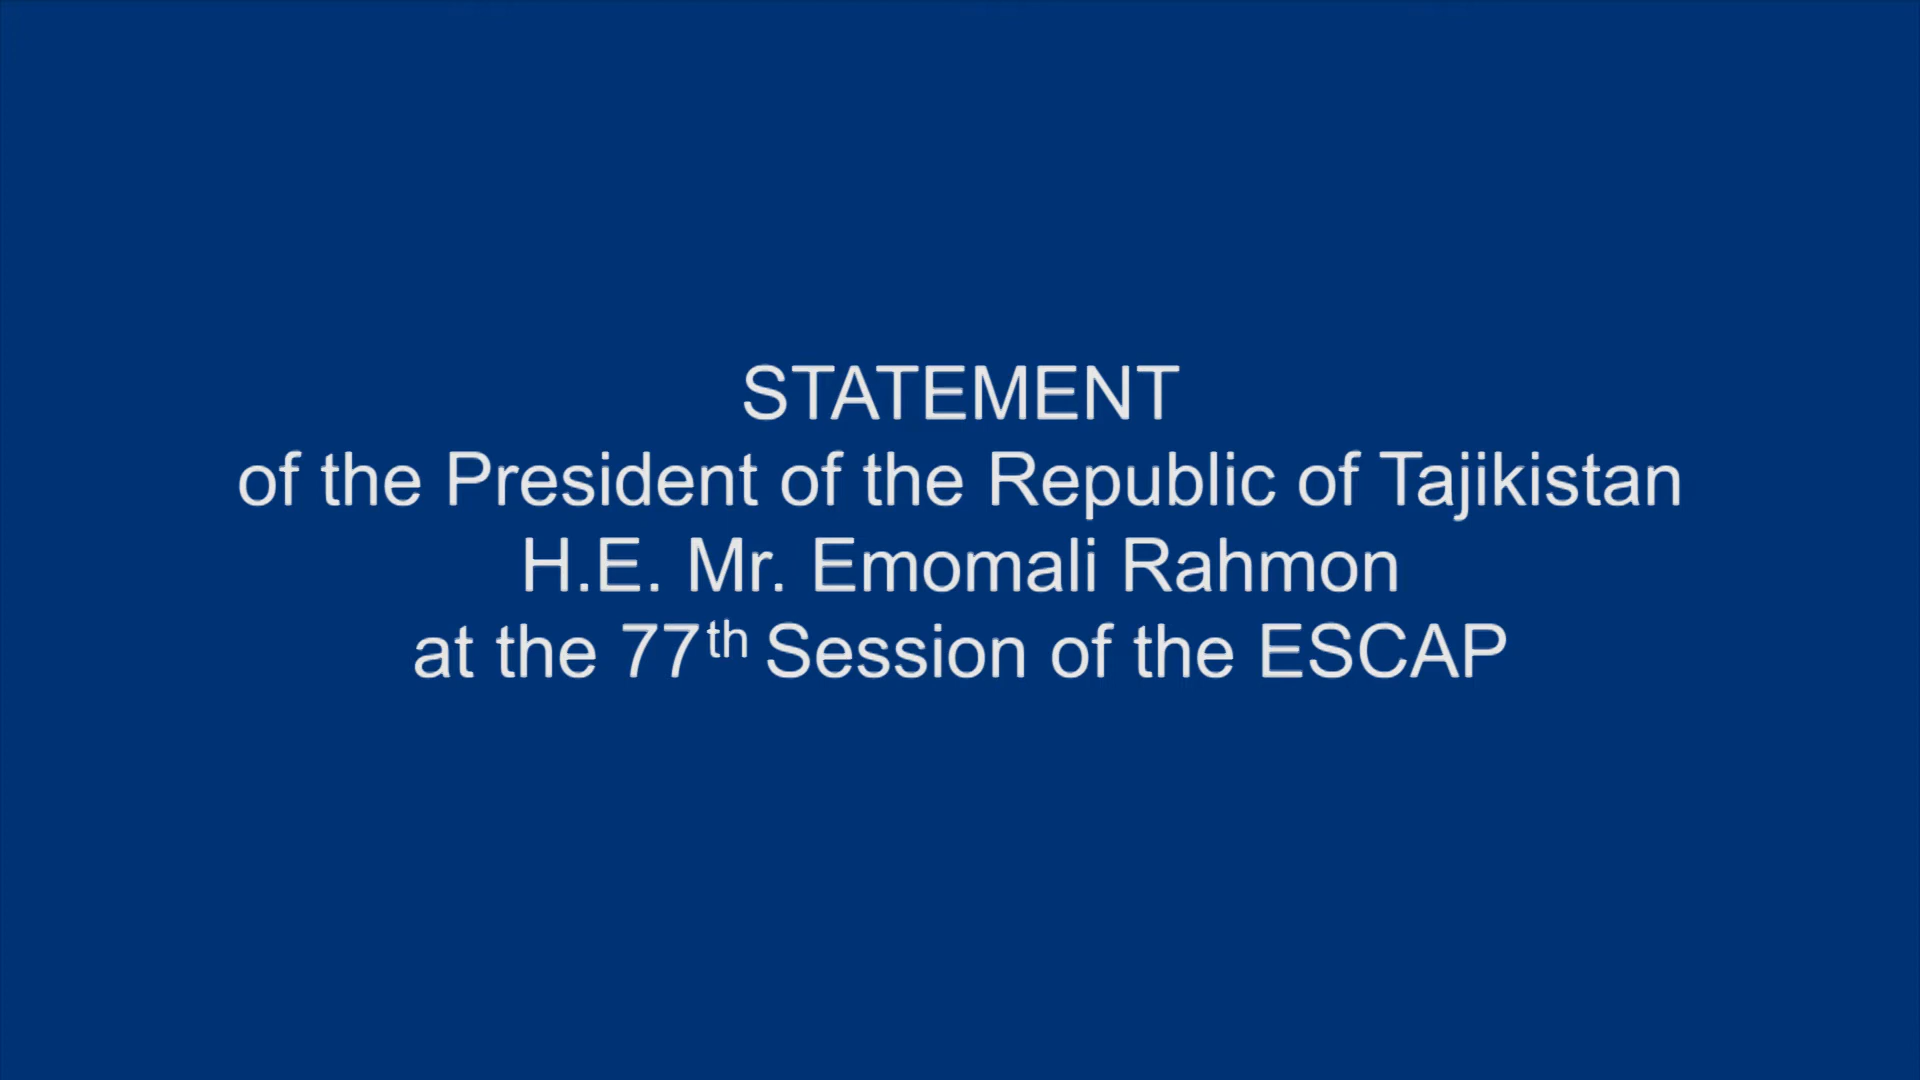 STATEMENT
of the President of the Republic of Tajikistan
H.E. Mr. Emomali Rahmon
at the 77th Session of the ESCAP